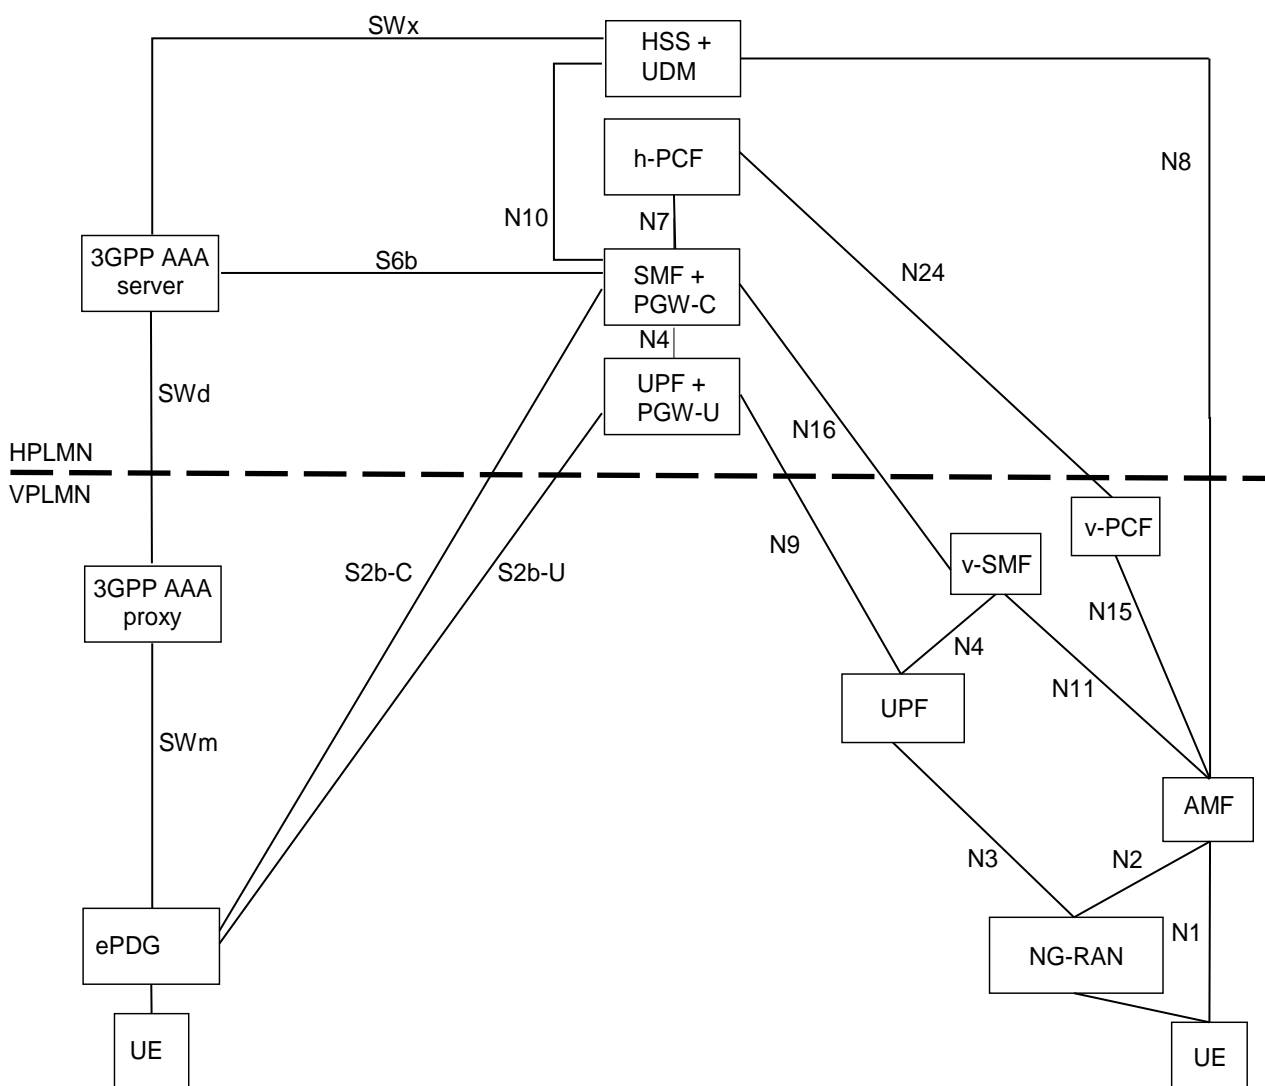 SWx
HSS +
UDM
h-PCF
N8
N10
N7
3GPP AAA
server
S6b
SMF +
PGW-C
N24
N4
SWd
UPF +
PGW-U
N16
HPLMN
VPLMN
v-PCF
N9
v-SMF
3GPP AAA
proxy
S2b-C
S2b-U
N15
N4
N11
UPF
SWm
AMF
N3
N2
ePDG
N1
NG-RAN
UE
UE